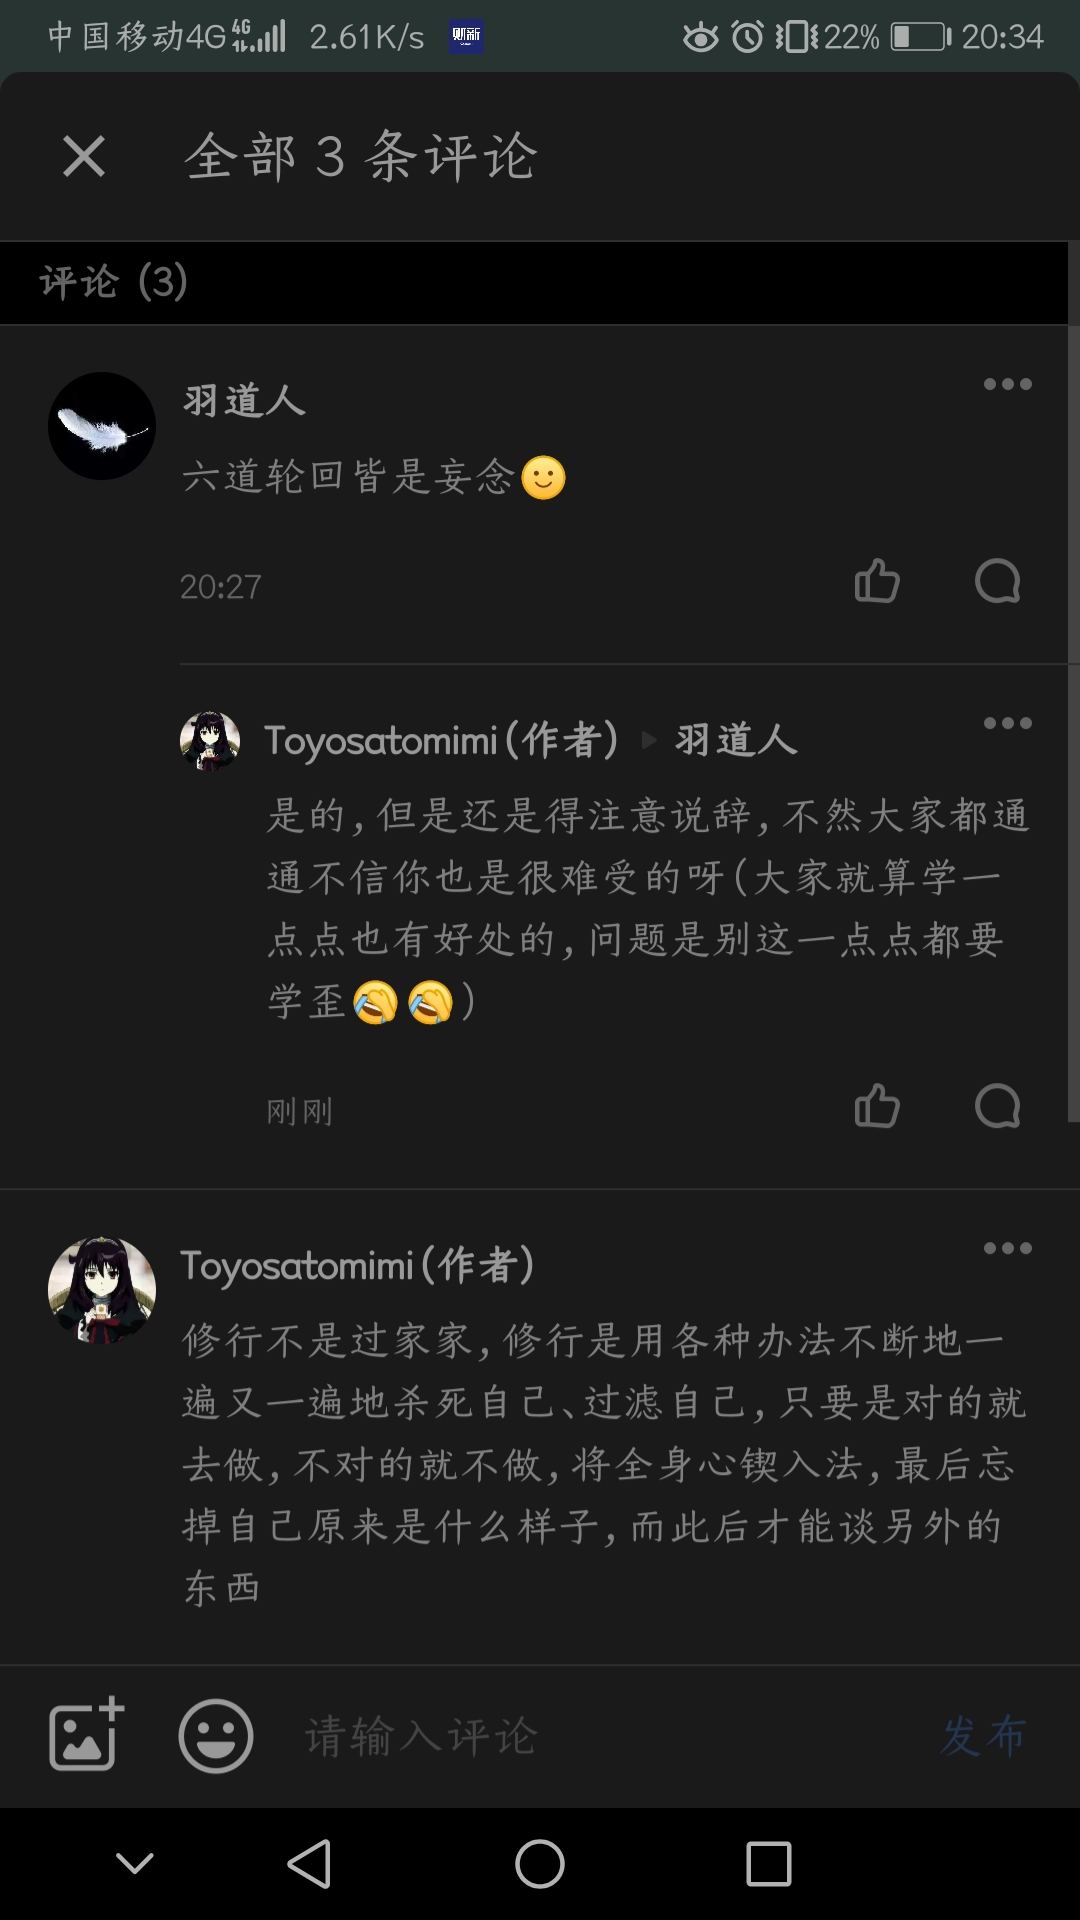 中国移动4G 4G 2.61K/s 财新 22% 20:34
全部 3 条评论
评论 (3)
羽道人
六道轮回皆是妄念
20:27
Toyosatomimi(作者) 羽道人
是的,但是还是得注意说辞,不然大家都通
通不信你也是很难受的呀(大家就算学一
点点也有好处的,问题是别这一点点都要
学歪🤣🤣)
刚刚
Toyosatomimi(作者)
修行不是过家家,修行是用各种办法不断地一
遍又一遍地杀死自己、过滤自己,只要是对的就
去做,不对的就不做,将全身心锲入法,最后忘
掉自己原来是什么样子,而此后才能谈另外的
东西
请输入评论 发布